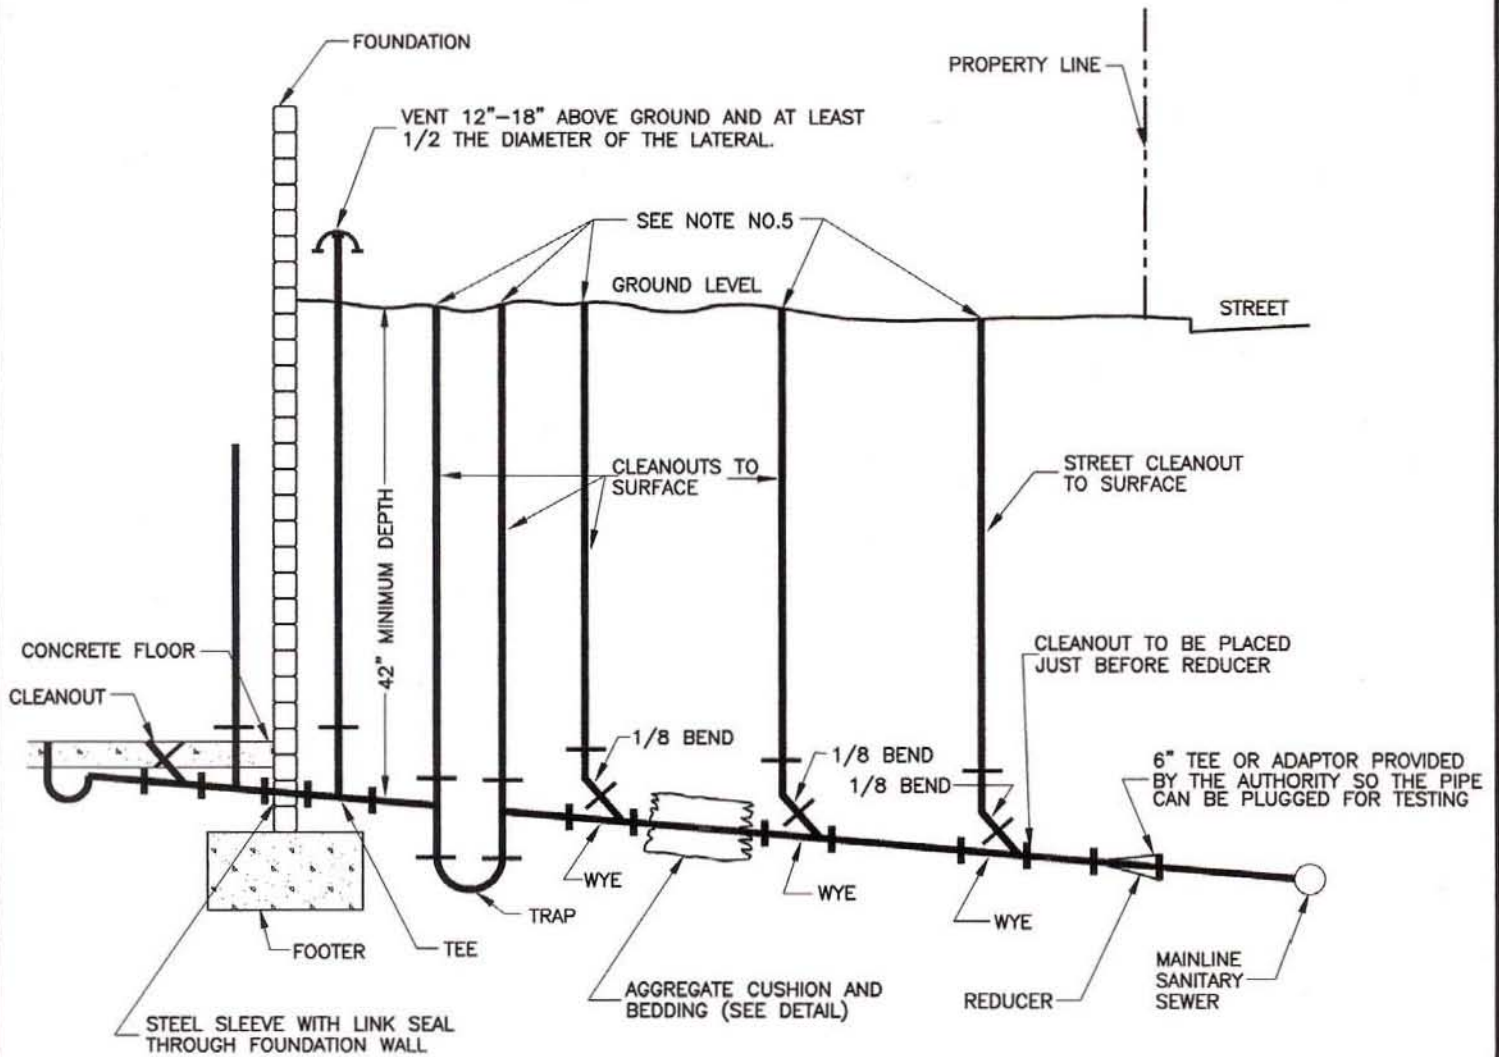 FOUNDATION
PROPERTY LINE
VENT 12"-18" ABOVE GROUND AND AT LEAST
1/2 THE DIAMETER OF THE LATERAL.
SEE NOTE NO.5
GROUND LEVEL
STREET
CLEANOUTS TO
SURFACE
STREET CLEANOUT
TO SURFACE
42" MINIMUM DEPTH
CONCRETE FLOOR
CLEANOUT
CLEANOUT TO BE PLACED
JUST BEFORE REDUCER
1/8 BEND
1/8 BEND
1/8 BEND
6" TEE OR ADAPTOR PROVIDED
BY THE AUTHORITY SO THE PIPE
CAN BE PLUGGED FOR TESTING
WYE
WYE
WYE
TRAP
FOOTER
TEE
AGGREGATE CUSHION AND
BEDDING (SEE DETAIL)
REDUCER
MAINLINE
SANITARY
SEWER
STEEL SLEEVE WITH LINK SEAL
THROUGH FOUNDATION WALL